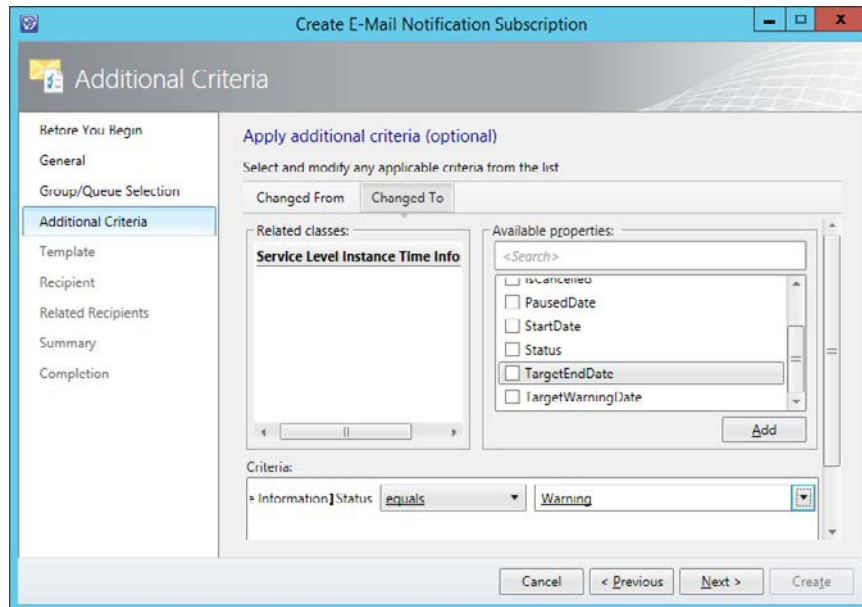 Create E-Mail Notification Subscription
x
Additional Criteria
Before You Begin
General
Group/Queue Selection
Additional Criteria
Template
Recipient
Related Recipients
Summary
Completion
Apply additional criteria (optional)
Select and modify any applicable criteria from the list
Changed From Changed To
Related classes:
Service Level Instance Time Info
Available properties:
<Search>
IsCancelled
PausedDate
StartDate
Status
TargetEndDate
TargetWarningDate
Add
Criteria:
e Information]Status equals Warning
Cancel < Previous Next > Create